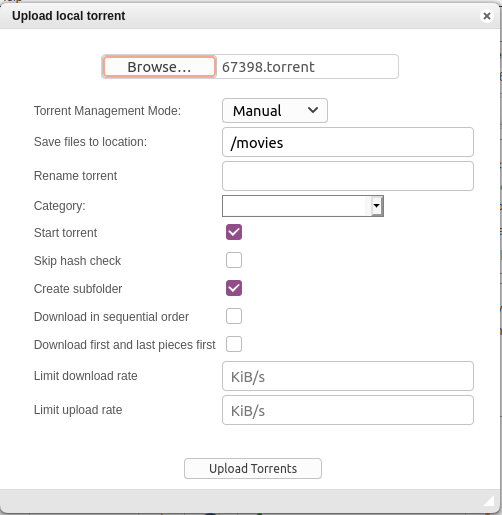 Upload local torrent
Browse... 67398.torrent
Torrent Management Mode: Manual
Save files to location: /movies
Rename torrent
Category:
Start torrent
Skip hash check
Create subfolder
Download in sequential order
Download first and last pieces first
Limit download rate KiB/s
Limit upload rate KiB/s
Upload Torrents